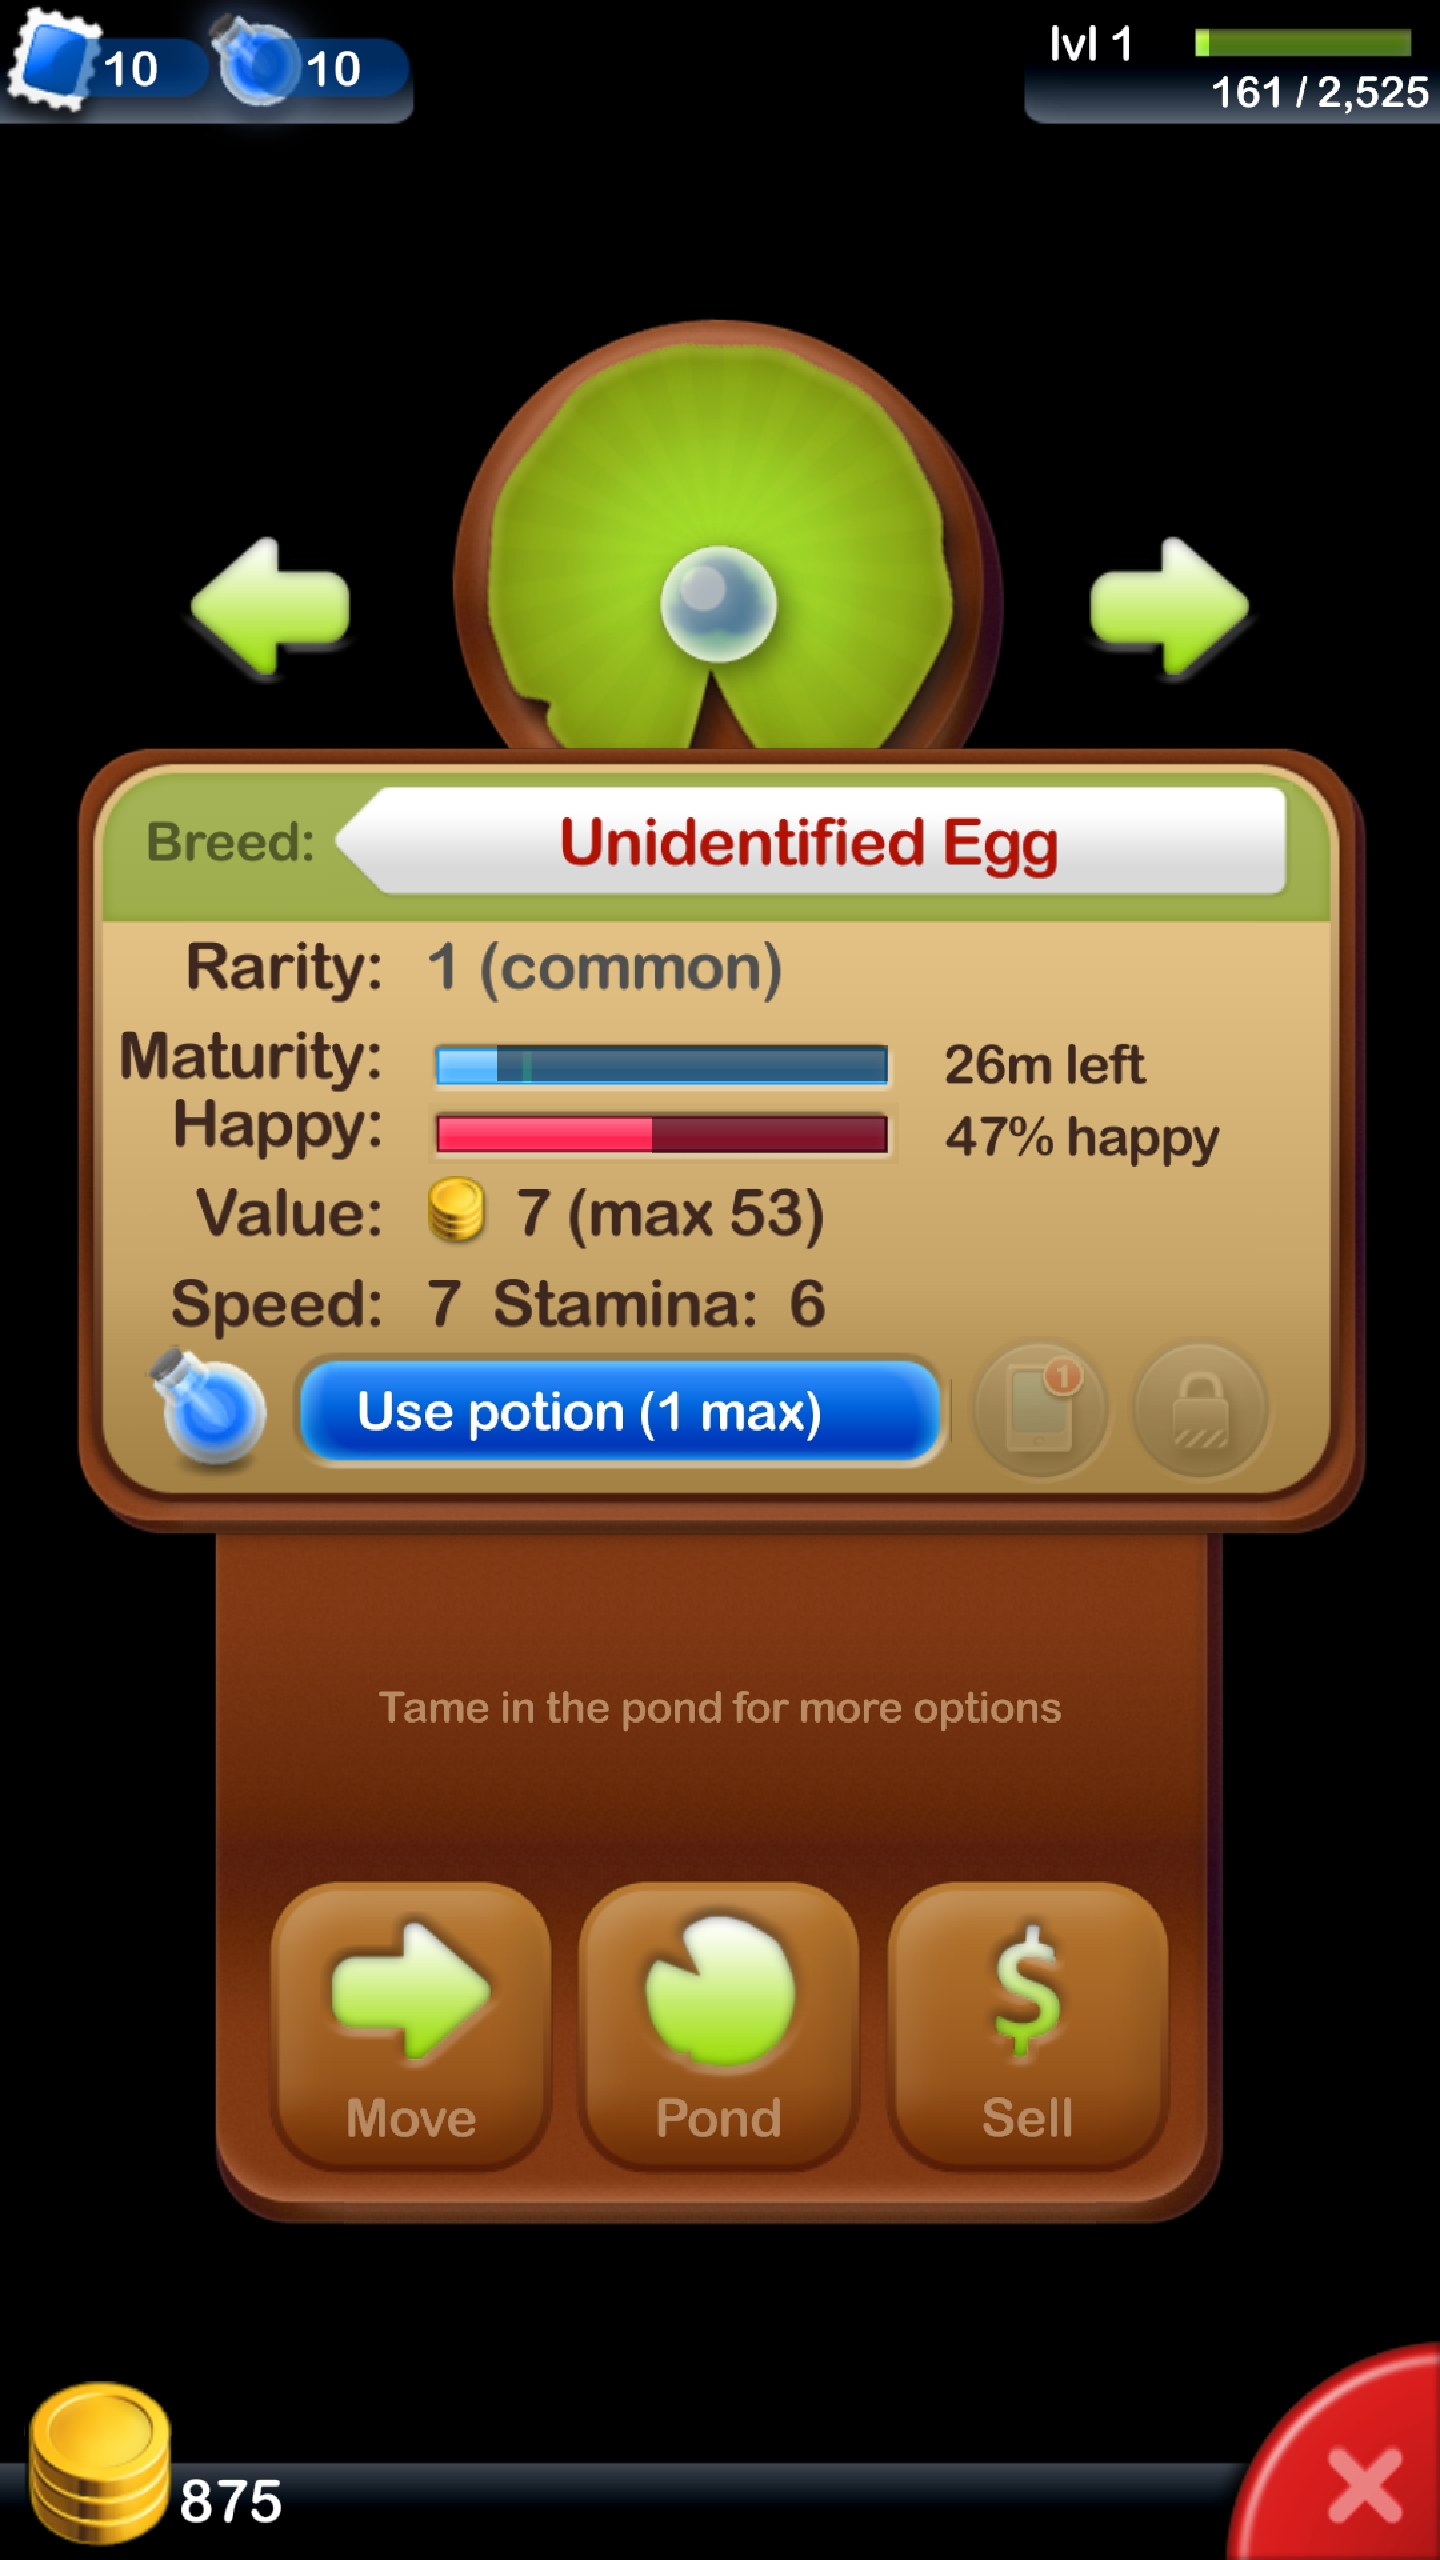 10
10
lvl 1
161 / 2,525
Breed:
Unidentified Egg
Rarity: 1 (common)
Maturity: 26m left
Happy: 47% happy
Value: 7 (max 53)
Speed: 7 Stamina: 6
Use potion (1 max)
1
Tame in the pond for more options
Move
Pond
$
Sell
875